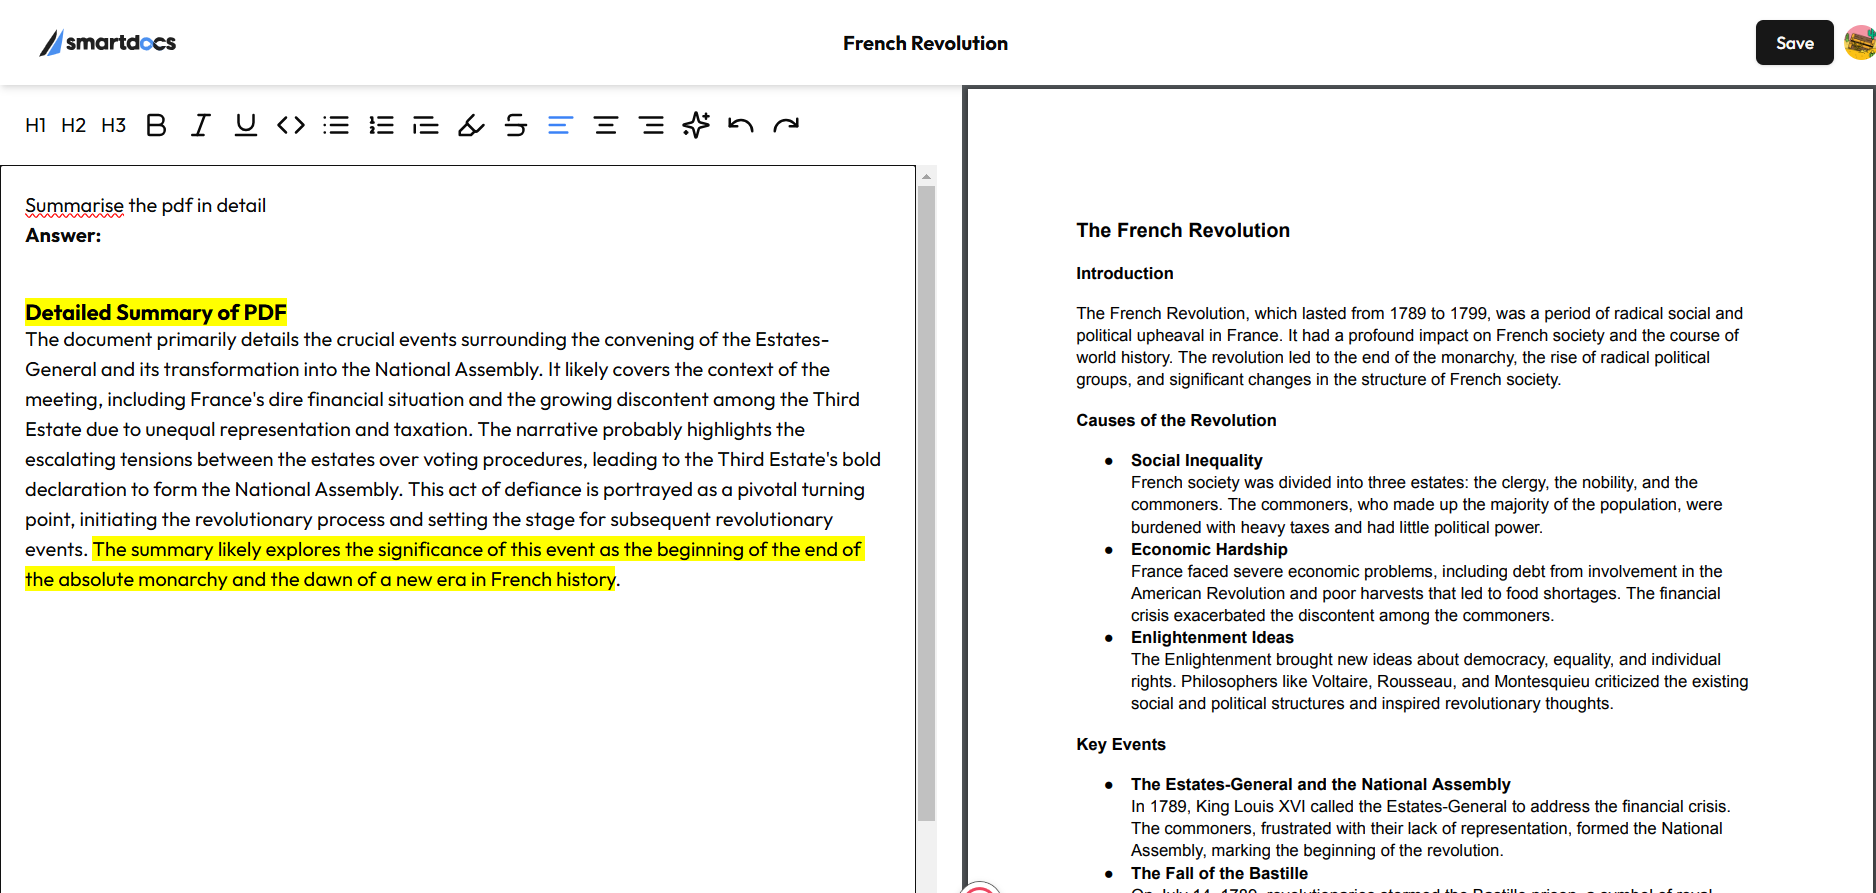 smartdocs
French Revolution
Save
H1 H2 H3
Summarise the pdf in detail
Answer:
Detailed Summary of PDF
The document primarily details the crucial events surrounding the convening of the Estates-
General and its transformation into the National Assembly. It likely covers the context of the
meeting, including France's dire financial situation and the growing discontent among the Third
Estate due to unequal representation and taxation. The narrative probably highlights the
escalating tensions between the estates over voting procedures, leading to the Third Estate's bold
declaration to form the National Assembly. This act of defiance is portrayed as a pivotal turning
point, initiating the revolutionary process and setting the stage for subsequent revolutionary
events. The summary likely explores the significance of this event as the beginning of the end of
the absolute monarchy and the dawn of a new era in French history.
The French Revolution
Introduction
The French Revolution, which lasted from 1789 to 1799, was a period of radical social and
political upheaval in France. It had a profound impact on French society and the course of
world history. The revolution led to the end of the monarchy, the rise of radical political
groups, and significant changes in the structure of French society.
Causes of the Revolution
● Social Inequality
French society was divided into three estates: the clergy, the nobility, and the
commoners. The commoners, who made up the majority of the population, were
burdened with heavy taxes and had little political power.
● Economic Hardship
France faced severe economic problems, including debt from involvement in the
American Revolution and poor harvests that led to food shortages. The financial
crisis exacerbated the discontent among the commoners.
● Enlightenment Ideas
The Enlightenment brought new ideas about democracy, equality, and individual
rights. Philosophers like Voltaire, Rousseau, and Montesquieu criticized the existing
social and political structures and inspired revolutionary thoughts.
Key Events
● The Estates-General and the National Assembly
In 1789, King Louis XVI called the Estates-General to address the financial crisis.
The commoners, frustrated with their lack of representation, formed the National
Assembly, marking the beginning of the revolution.
● The Fall of the Bastille
On July 14, 1789, revolutionaries stormed the Bastille prison, a symbol of royal